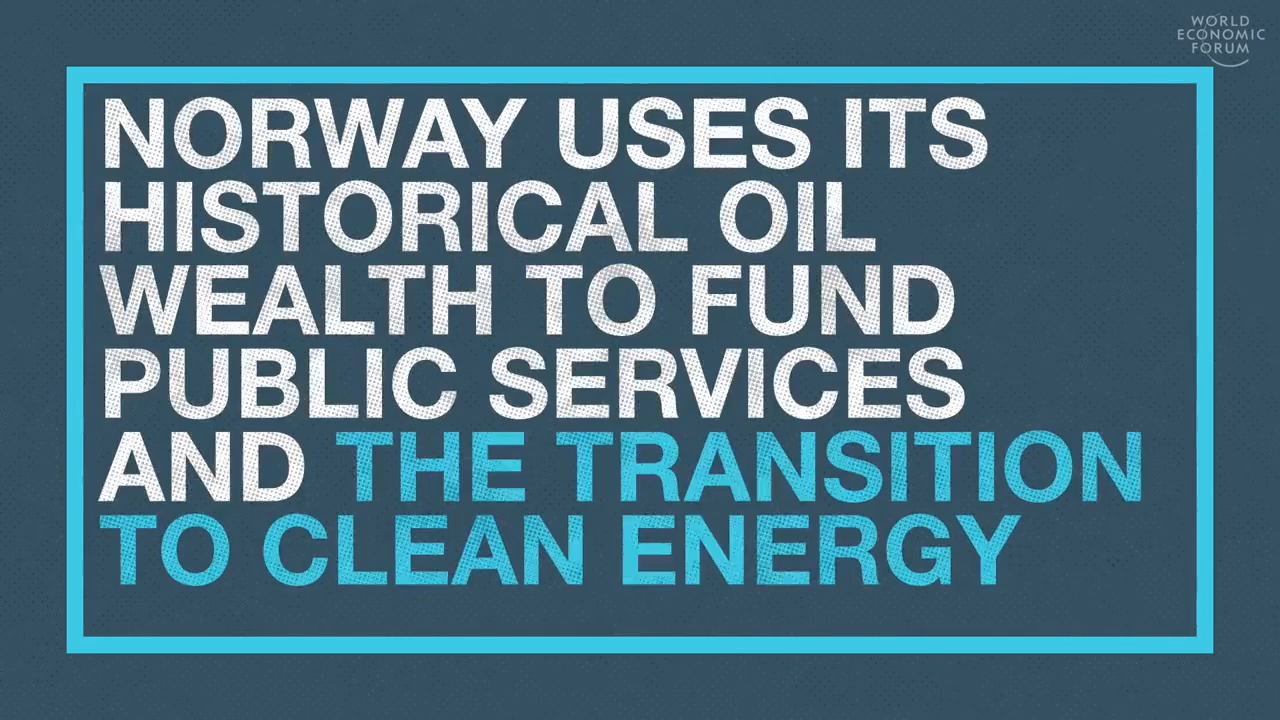 WORLD
ECONOMIC
FORUM
NORWAY USES ITS
HISTORICAL OIL
WEALTH TO FUND
PUBLIC SERVICES
AND THE TRANSITION
TO CLEAN ENERGY